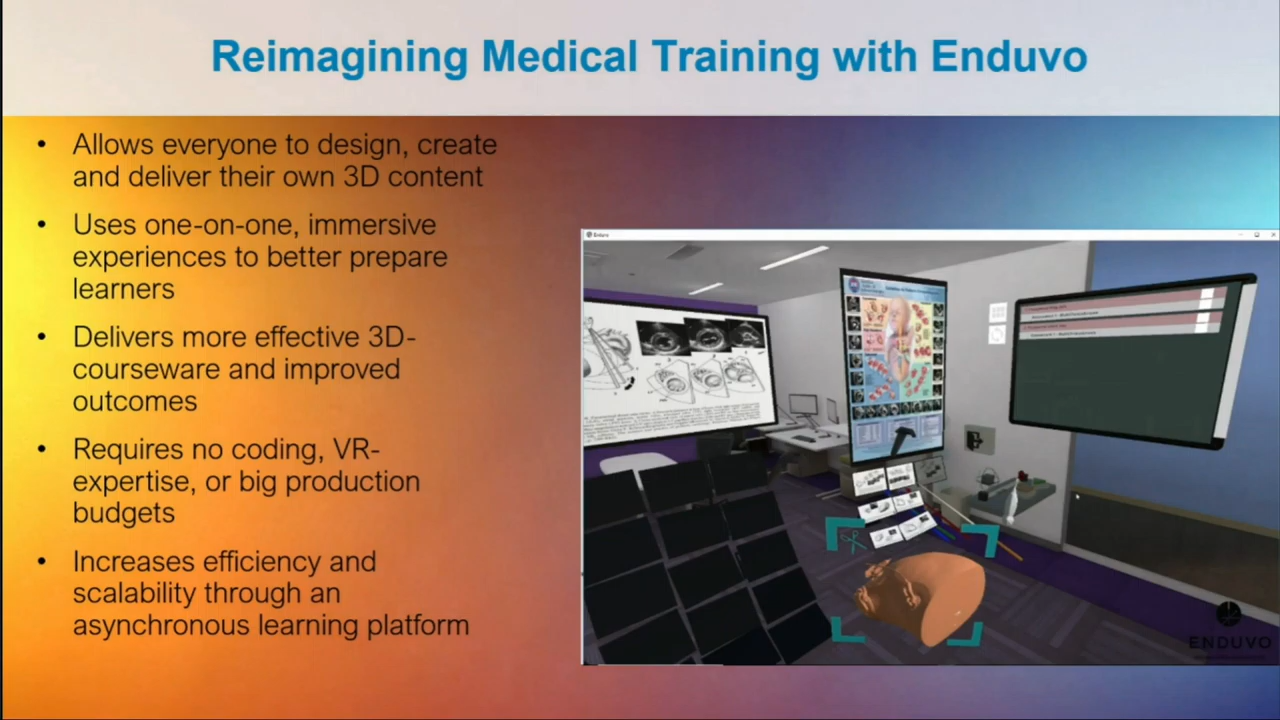 Reimagining Medical Training with Enduvo
• Allows everyone to design, create
and deliver their own 3D content
• Uses one-on-one, immersive
experiences to better prepare
learners
• Delivers more effective 3D-
courseware and improved
outcomes
• Requires no coding, VR-
expertise, or big production
budgets
• Increases efficiency and
scalability through an
asynchronous learning platform
Enduvo
ENDUVO